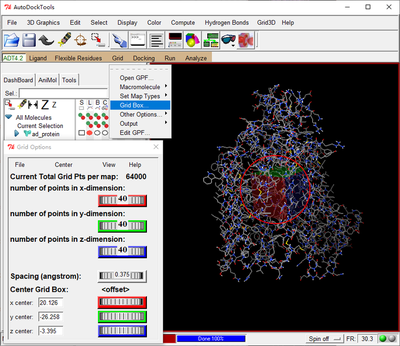 AutoDockTools
File 3D Graphics Edit Select Display Color Compute Hydrogen Bonds Grid3D Help
ADT4.2 Ligand Flexible Residues Grid Docking Run Analyze
Open GPF...
Macromolecule
Set Map Types
Grid Box...
Other Options...
Output
Edit GPF...
DashBoard AniMol Tools
Sel.:
S L B C
All Molecules
Current Selection
ad_protein
Grid Options
File Center View Help
Current Total Grid Pts per map: 64000
number of points in x-dimension:
40
number of points in y-dimension:
40
number of points in z-dimension:
40
Spacing (angstrom): 0.375
Center Grid Box: <offset>
x center: 20.126
y center: -26.258
z center: -3.395
Done 100%
Spin off
FR: 30.3